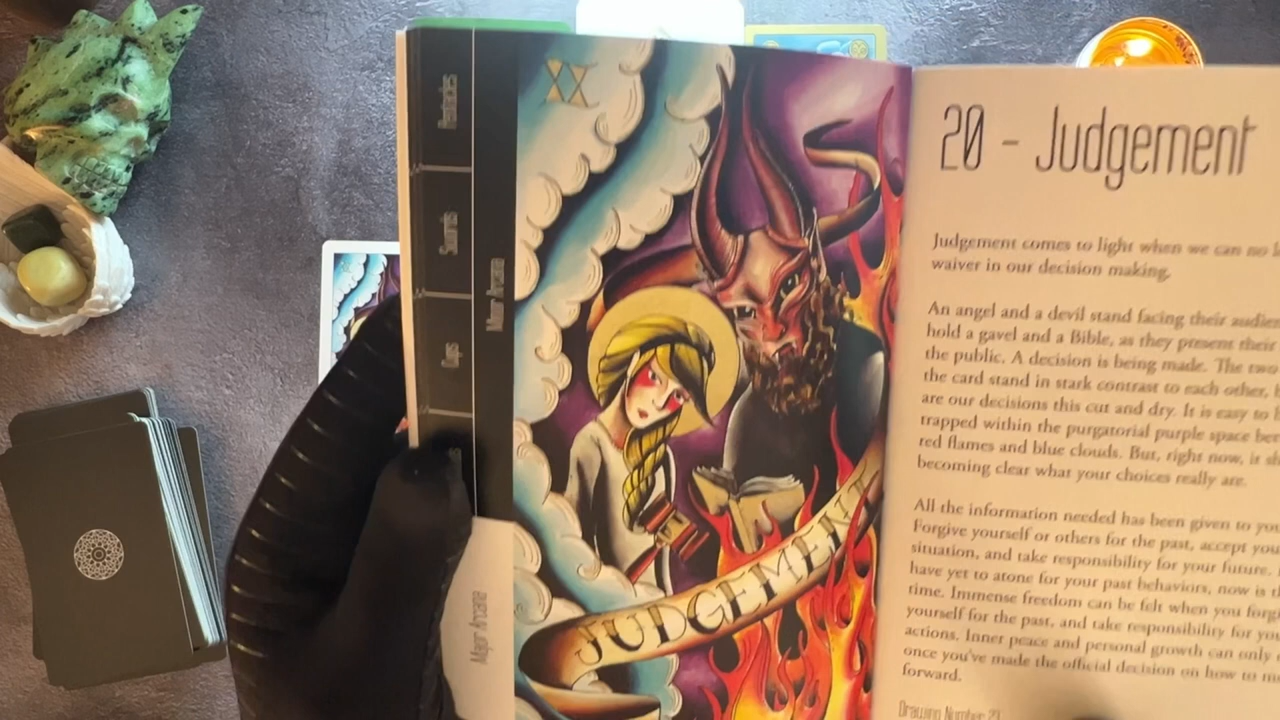 Pentacles
Swords
Cups
Major Arcana
Major Arcana
XX
JUDGEMENT
20 - Judgement
Judgement comes to light when we can no
waiver in our decision making.
An angel and a devil stand facing their
hold a gavel and a Bible, as they present their
the public. A decision is being made. The two
the card stand in stark contrast to each other,
are our decisions this cut and dry. It is easy to
trapped within the purgatorial purple space
red flames and blue clouds. But, right now, it
becoming clear what your choices really are.
All the information needed has been given to
Forgive yourself or others for the past, accept
situation, and take responsibility for your future.
have yet to atone for your past behaviors, now is
time. Immense freedom can be felt when you
yourself for the past, and take responsibility for
actions. Inner peace and personal growth can only
once you've made the official decision on how to
forward.
Drawing Number 23